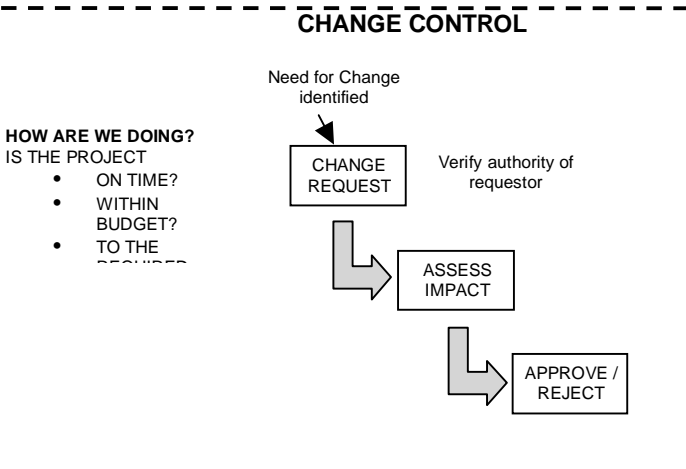 CHANGE CONTROL
Need for Change
identified
HOW ARE WE DOING?
IS THE PROJECT
• ON TIME?
• WITHIN
BUDGET?
• TO THE
CHANGE
REQUEST
Verify authority of
requestor
ASSESS
IMPACT
APPROVE /
REJECT